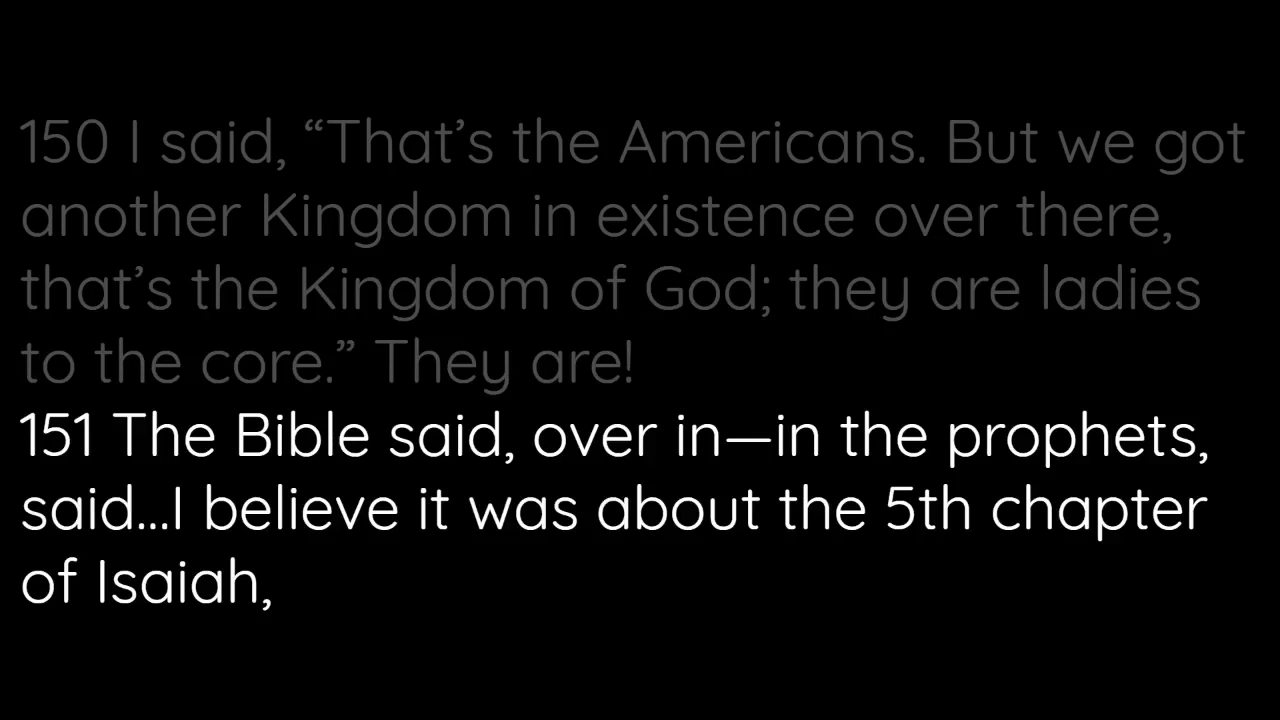 150 I said, “That’s the Americans. But we got
another Kingdom in existence over there,
that’s the Kingdom of God; they are ladies
to the core.” They are!
151 The Bible said, over in—in the prophets,
said...I believe it was about the 5th chapter
of Isaiah,